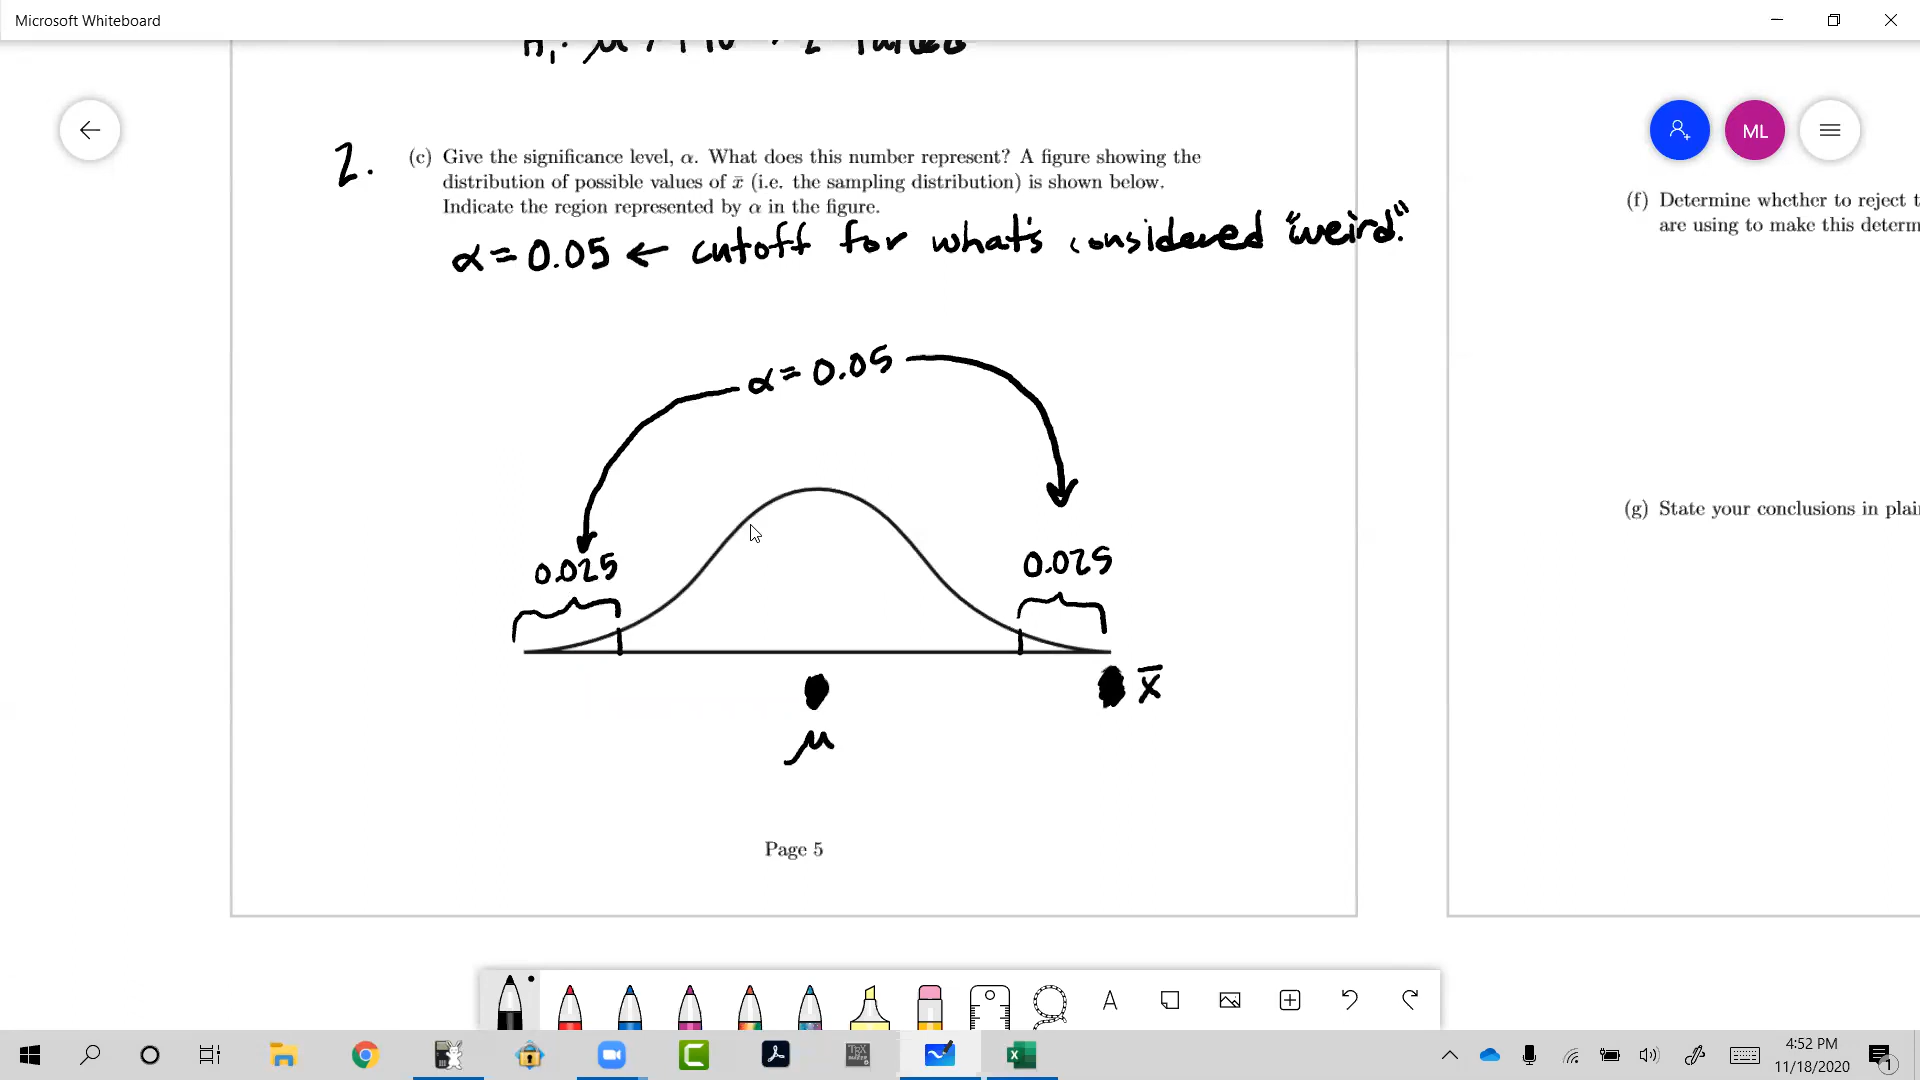 Microsoft Whiteboard
ML
2.
(c) Give the significance level, α. What does this number represent? A figure showing the
distribution of possible values of x̄ (i.e. the sampling distribution) is shown below.
Indicate the region represented by α in the figure.
α = 0.05 ← cutoff for what's considered "weird."
α = 0.05
0.025
0.025
x̄
μ
Page 5
(f) Determine whether to reject
are using to make this
(g) State your conclusions in
4:52 PM
11/18/2020
1